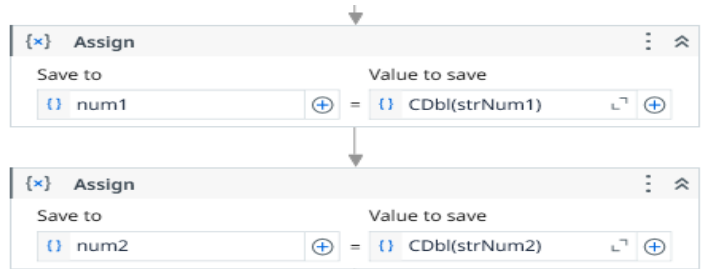 Assign
Save to Value to save
num1 = CDbl(strNum1)
Assign
Save to Value to save
num2 = CDbl(strNum2)